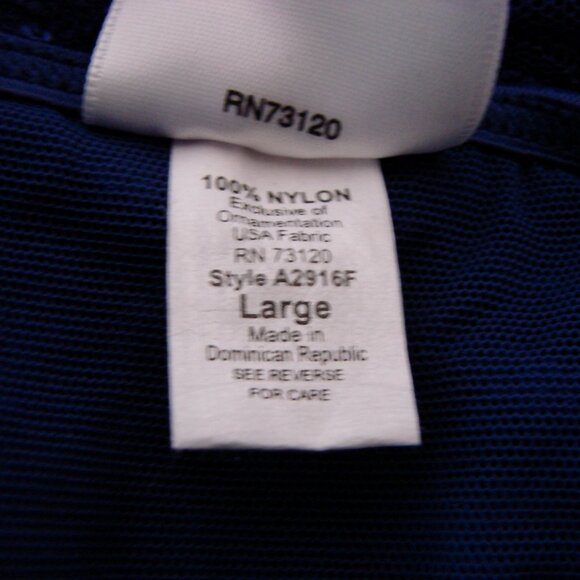 RN73120
100% NYLON
Exclusive of
Ornamentation
USA Fabric
RN 73120
Style A2916F
Large
Made in
Dominican Republic
SEE REVERSE
FOR CARE